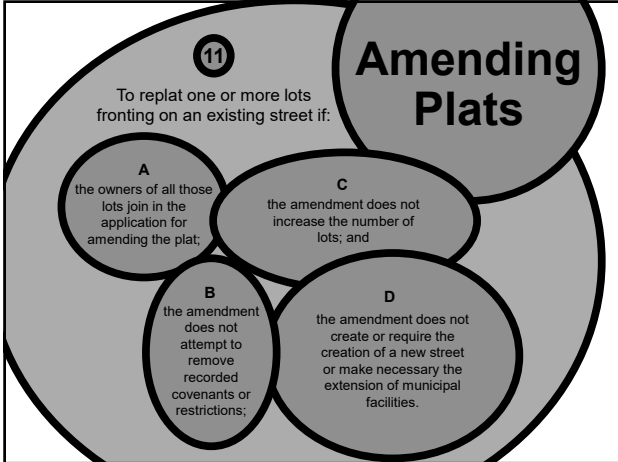 Amending
Plats
11
To replat one or more lots
fronting on an existing street if:
A
the owners of all those
lots join in the
application for
amending the plat;
B
the amendment
does not
attempt to
remove
recorded
covenants or
restrictions;
C
the amendment does not
increase the number of
lots; and
D
the amendment does not
create or require the
creation of a new street
or make necessary the
extension of municipal
facilities.